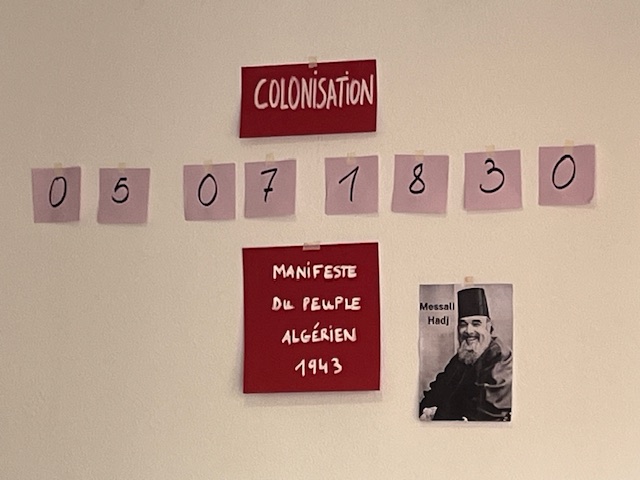 COLONISATION
0 5 0 7 1 8 3 0
MANIFESTE
DU PEUPLE
ALGÉRIEN
1943
Messali
Hadj